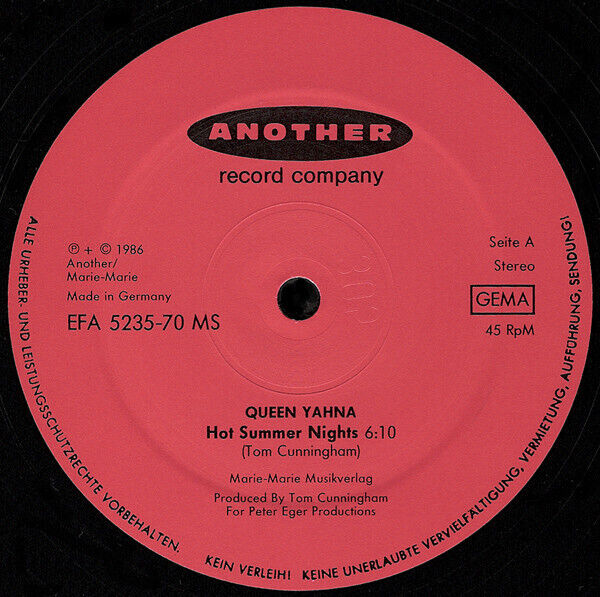 ANOTHER
record company
℗ + © 1986
Another/
Marie-Marie
Made in Germany
EFA 5235-70 MS
Seite A
Stereo
GEMA
45 RpM
QUEEN YAHNA
Hot Summer Nights 6:10
(Tom Cunningham)
Marie-Marie Musikverlag
Produced By Tom Cunningham
For Peter Eger Productions
ALLE URHEBER- UND LEISTUNGSSCHUTZRECHTE VORBEHALTEN.
KEIN VERLEIH! KEINE UNERLAUBTE VERVIELFÄLTIGUNG, VERMIETUNG, AUFFÜHRUNG, SENDUNG!